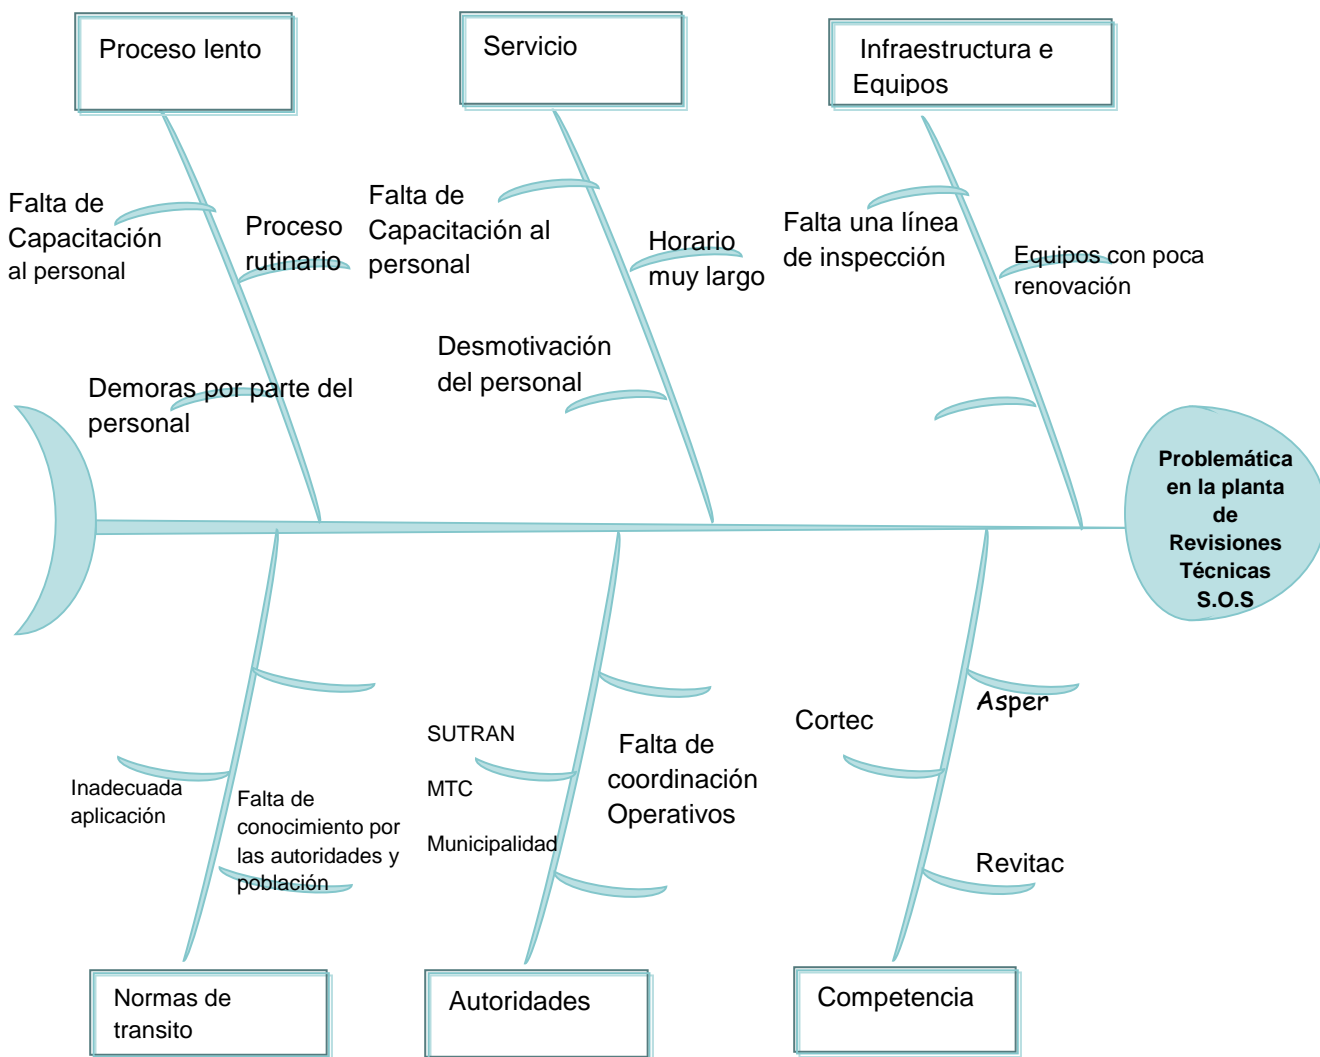 Proceso lento
Servicio
Infraestructura e
Equipos
Falta de
Capacitación
al personal
Proceso
rutinario
Falta de
Capacitación al
personal
Horario
muy largo
Falta una línea
de inspección
Equipos con poca
renovación
Demoras por parte del
personal
Desmotivación
del personal
Problemática
en la planta
de
Revisiones
Técnicas
S.O.S
Inadecuada
aplicación
Falta de
conocimiento por
las autoridades y
población
SUTRAN
MTC
Municipalidad
Falta de
coordinación
Operativos
Cortec
Asper
Revitac
Normas de
transito
Autoridades
Competencia